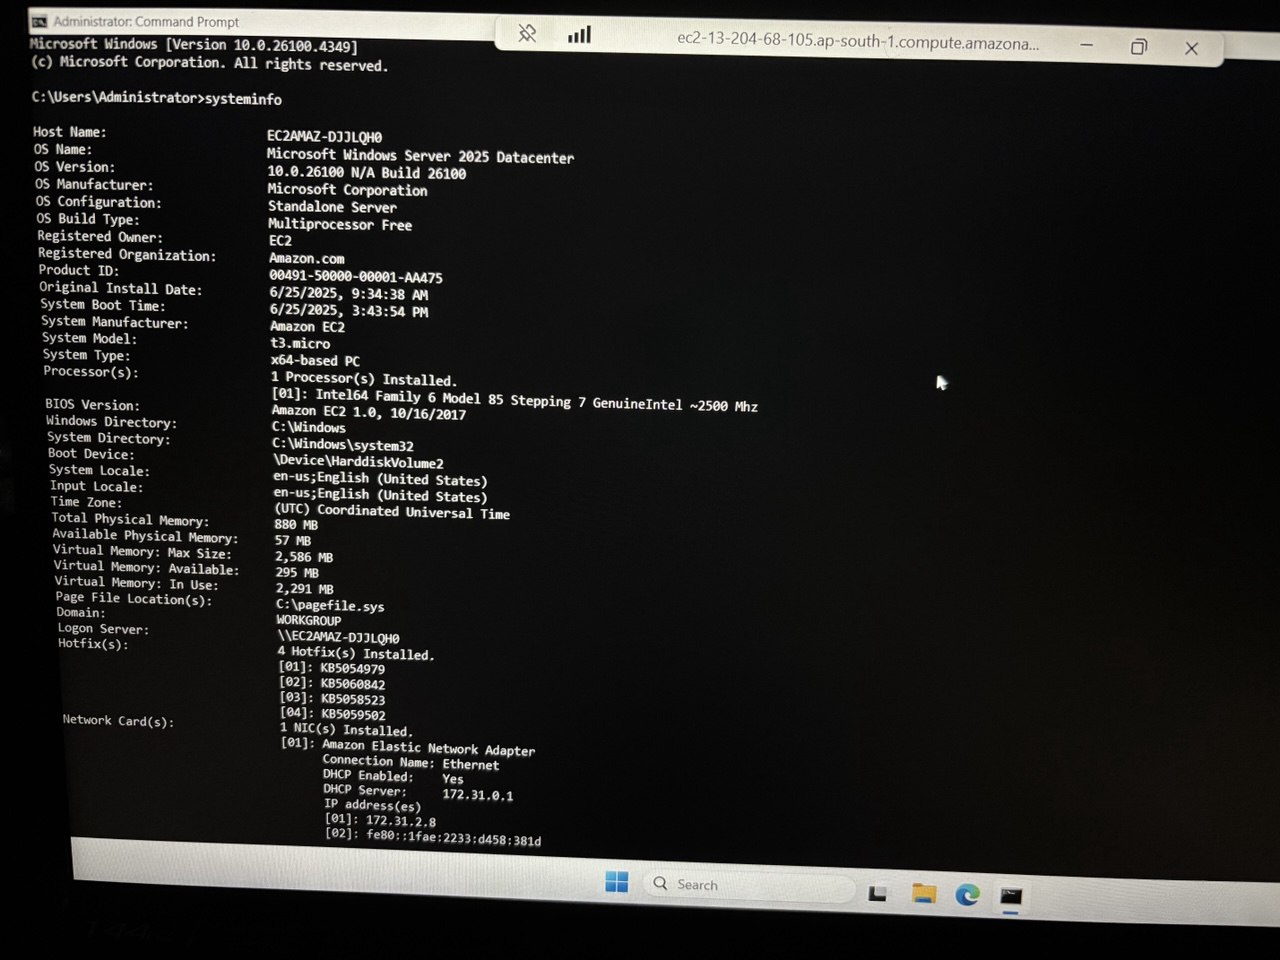 Administrator: Command Prompt
ec2-13-204-68-105.ap-south-1.compute.amazona...
Microsoft Windows [Version 10.0.26100.4349]
(c) Microsoft Corporation. All rights reserved.
C:\Users\Administrator>systeminfo
Host Name: EC2AMAZ-DJJLQH0
OS Name: Microsoft Windows Server 2025 Datacenter
OS Version: 10.0.26100 N/A Build 26100
OS Manufacturer: Microsoft Corporation
OS Configuration: Standalone Server
OS Build Type: Multiprocessor Free
Registered Owner: EC2
Registered Organization: Amazon.com
Product ID: 00491-50000-00001-AA475
Original Install Date: 6/25/2025, 9:34:38 AM
System Boot Time: 6/25/2025, 3:43:54 PM
System Manufacturer: Amazon EC2
System Model: t3.micro
System Type: x64-based PC
Processor(s): 1 Processor(s) Installed.
[01]: Intel64 Family 6 Model 85 Stepping 7 GenuineIntel ~2500 Mhz
BIOS Version: Amazon EC2 1.0, 10/16/2017
Windows Directory: C:\Windows
System Directory: C:\Windows\system32
Boot Device: \Device\HarddiskVolume2
System Locale: en-us;English (United States)
Input Locale: en-us;English (United States)
Time Zone: (UTC) Coordinated Universal Time
Total Physical Memory: 880 MB
Available Physical Memory: 57 MB
Virtual Memory: Max Size: 2,586 MB
Virtual Memory: Available: 295 MB
Virtual Memory: In Use: 2,291 MB
Page File Location(s): C:\pagefile.sys
Domain: WORKGROUP
Logon Server: \\EC2AMAZ-DJJLQH0
Hotfix(s): 4 Hotfix(s) Installed.
[01]: KB5054979
[02]: KB5060842
[03]: KB5058523
[04]: KB5059502
Network Card(s): 1 NIC(s) Installed.
[01]: Amazon Elastic Network Adapter
Connection Name: Ethernet
DHCP Enabled: Yes
DHCP Server: 172.31.0.1
IP address(es)
[01]: 172.31.2.8
[02]: fe80::1fae:2233:d458:381d
Search